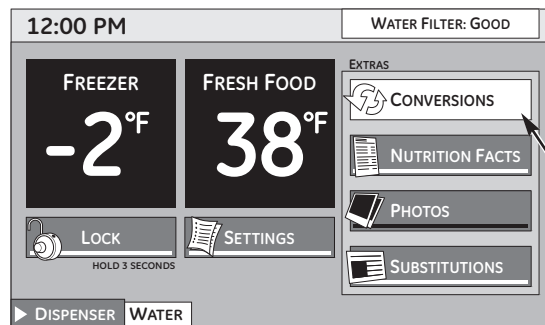 12:00 PM
WATER FILTER: GOOD
EXTRAS
FREEZER
-2°F
FRESH FOOD
38°F
CONVERSIONS
NUTRITION FACTS
PHOTOS
SUBSTITUTIONS
LOCK
HOLD 3 SECONDS
SETTINGS
DISPENSER WATER